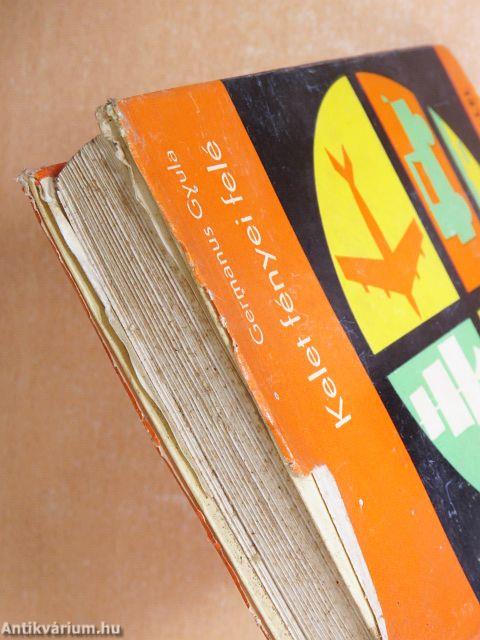 Germanus Gyula
Kelet fényei felé
Antikvárium.hu